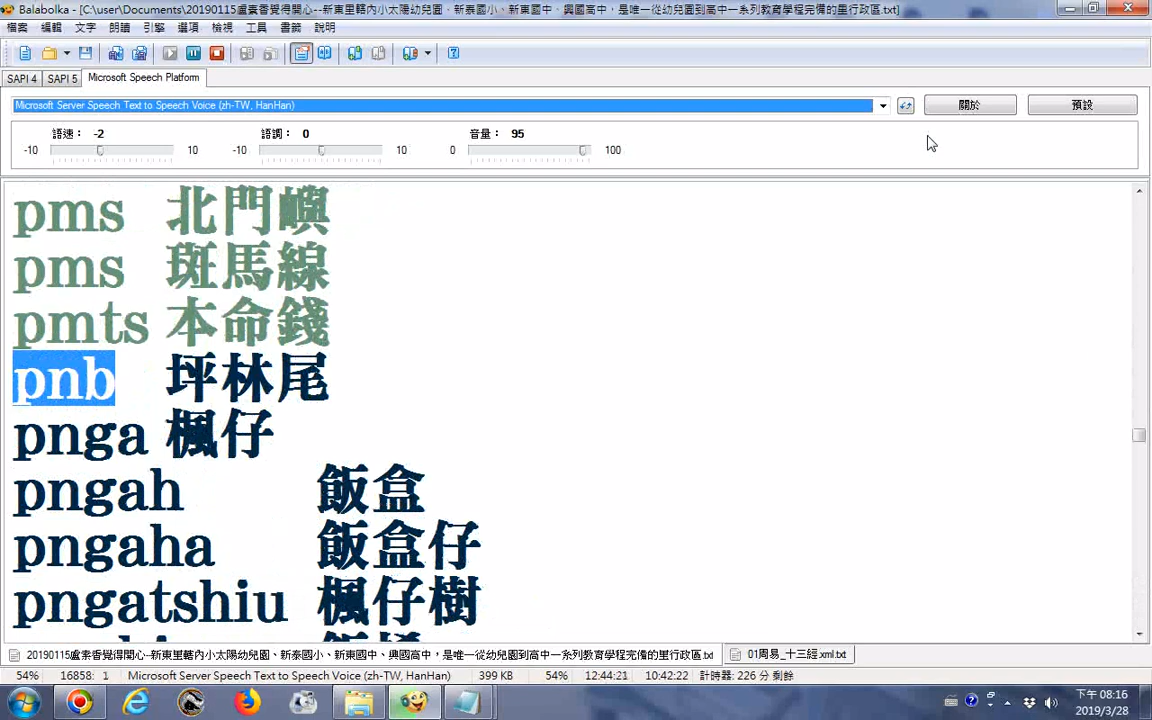 Balabolka - [C:\user\Documents\20190115盧素香覺得開心--新東里轄內小太陽幼兒園、新泰國小、新東國中、興國高中，是唯一從幼兒園到高中一系列教育學程完備的里行政區.txt]
檔案 編輯 文字 朗讀 引擎 選項 檢視 工具 書籤 說明
SAPI 4 SAPI 5 Microsoft Speech Platform
Microsoft Server Speech Text to Speech Voice (zh-TW, HanHan) 關於 預設
語速： -2 語調： 0 音量： 95
-10 10 -10 10 0 100
pms 北門嶼
pms 斑馬線
pmts 本命錢
pnb 坪林尾
pnga 楓仔
pngah 飯盒
pngaha 飯盒仔
pngatshiu 楓仔樹
20190115盧素香覺得開心--新東里轄內小太陽幼兒園、新泰國小、新東國中、興國高中，是唯一從幼兒園到高中一系列教育學程完備的里行政區.txt 01周易_十三經.txt
54% 16858: 1 Microsoft Server Speech Text to Speech Voice (zh-TW, HanHan) 399 KB 54% 12:44:21 10:42:22 計時器: 226 分 剩餘
下午 08:16
2019/3/28